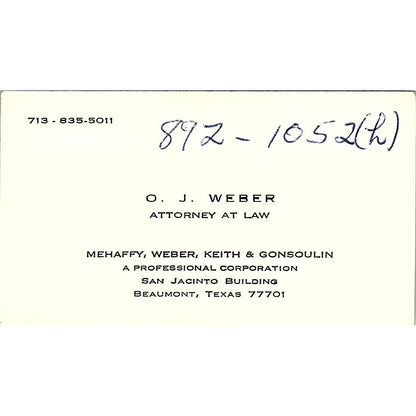 713 - 835-5011
892 - 1052(h)
O. J. WEBER
ATTORNEY AT LAW
MEHAFFY, WEBER, KEITH & GONSOULIN
A PROFESSIONAL CORPORATION
SAN JACINTO BUILDING
BEAUMONT, TEXAS 77701